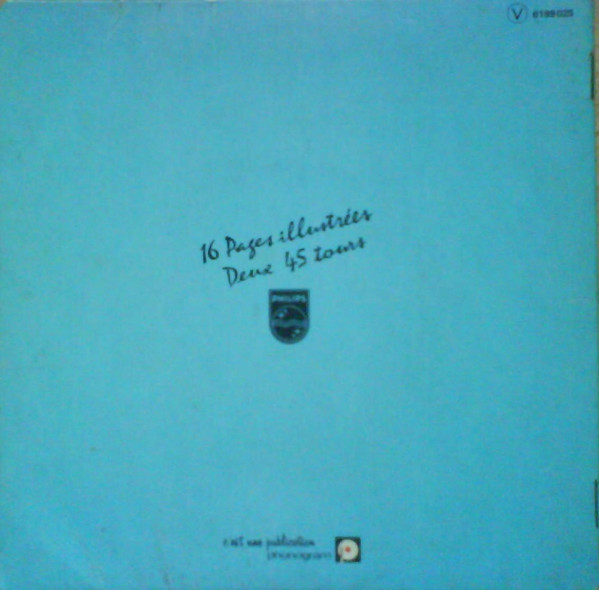 V 6199 025
16 Pages illustrées
Deux 45 tours
PHILIPS
c'est une publication
phonogram